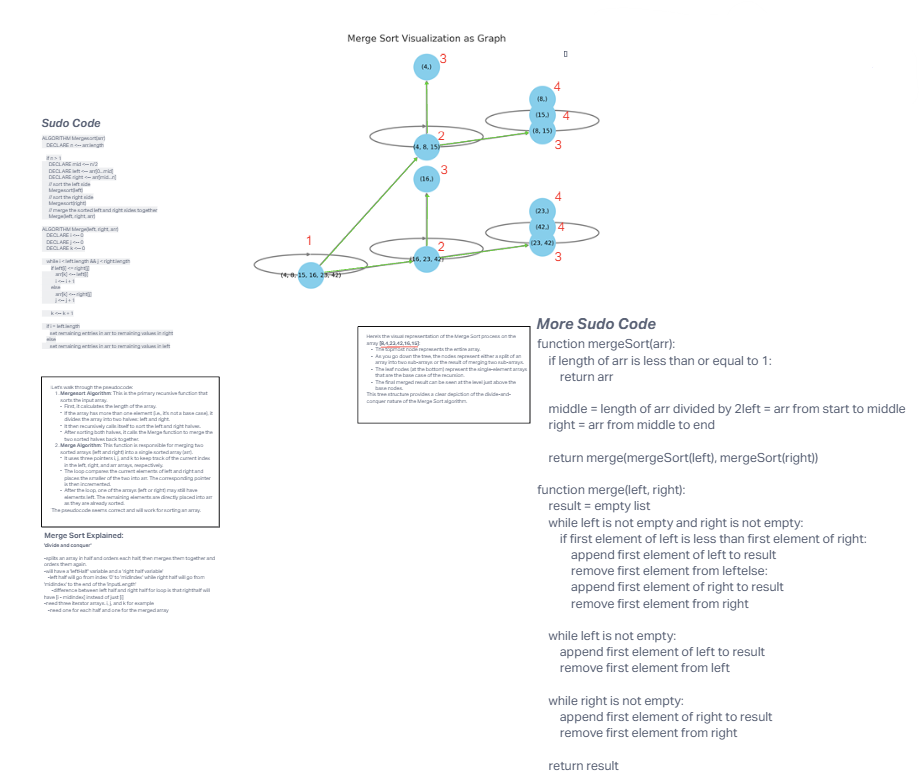 Merge Sort Visualization as Graph
(4,)
3
4
(8,)
(15,)
4
(8, 15)
3
2
(4, 8, 15)
3
(16,)
4
(23,)
(42,)
4
(23, 42)
3
2
(16, 23, 42)
1
(4, 8, 15, 16, 23, 42)
Sudo Code
ALGORITHM Mergesort(arr)
DECLARE n <-- arr.length
if n > 1
DECLARE mid <-- n/2
DECLARE left <-- arr[0...mid]
DECLARE right <-- arr[mid...n]
// sort the left side
Mergesort(left)
// sort the right side
Mergesort(right)
// merge the sorted left and right sides together
Merge(left, right, arr)
ALGORITHM Merge(left, right, arr)
DECLARE i <-- 0
DECLARE j <-- 0
DECLARE k <-- 0
while i < left.length && j < right.length
if left[i] <= right[j]
arr[k] <-- left[i]
i <-- i + 1
else
arr[k] <-- right[j]
j <-- j + 1
k <-- k + 1
if i = left.length
set remaining entries in arr to remaining values in right
else
set remaining entries in arr to remaining values in left
Let's walk through the pseudocode:
1. Mergesort Algorithm: This is the primary recursive function that
sorts the input array.
• First, it calculates the length of the array.
• If the array has more than one element (i.e., it's not a base case), it
divides the array into two halves: left and right.
• It then recursively calls itself to sort the left and right halves.
• After sorting both halves, it calls the Merge function to merge the
two sorted halves back together.
2. Merge Algorithm: This function is responsible for merging two
sorted arrays (left and right) into a single sorted array (arr).
• It uses three pointers i, j, and k to keep track of the current index
in the left, right, and arr arrays, respectively.
• The loop compares the current elements of left and right and
places the smaller of the two into arr. The corresponding pointer
is then incremented.
• After the loop, one of the arrays (left or right) may still have
elements left. The remaining elements are directly placed into arr
as they are already sorted.
The pseudocode seems correct and will work for sorting an array.
Merge Sort Explained:
'divide and conquer'
-splits an array in half and orders each half, then merges them together and
orders them again.
-will have a 'leftHalf' variable and a 'right half variable'
-left half will go from index '0' to 'midIndex' while right half will go from
'midIndex' to the end of the 'inputLength'
-difference between left half and right half for loop is that rightHalf will
have [i - midIndex] instead of just [i]
-need three iterator arrays. i, j, and k for example
-need one for each half and one for the merged array
Here's the visual representation of the Merge Sort process on the
array [8,4,23,42,16,15]:
• The topmost node represents the entire array.
• As you go down the tree, the nodes represent either a split of an
array into two sub-arrays or the result of merging two sub-arrays.
• The leaf nodes (at the bottom) represent the single-element arrays
that are the base case of the recursion.
• The final merged result can be seen at the level just above the
base nodes.
This tree structure provides a clear depiction of the divide-and-
conquer nature of the Merge Sort algorithm.
More Sudo Code
function mergeSort(arr):
if length of arr is less than or equal to 1:
return arr
middle = length of arr divided by 2left = arr from start to middle
right = arr from middle to end
return merge(mergeSort(left), mergeSort(right))
function merge(left, right):
result = empty list
while left is not empty and right is not empty:
if first element of left is less than first element of right:
append first element of left to result
remove first element from leftelse:
append first element of right to result
remove first element from right
while left is not empty:
append first element of left to result
remove first element from left
while right is not empty:
append first element of right to result
remove first element from right
return result